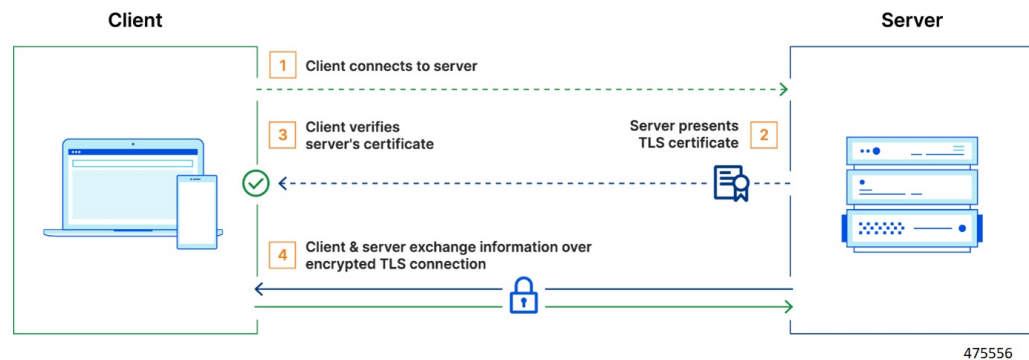 Client
Server
1
Client connects to server
3
Client verifies
server's certificate
Server presents
TLS certificate
2
4
Client & server exchange information over
encrypted TLS connection
475556